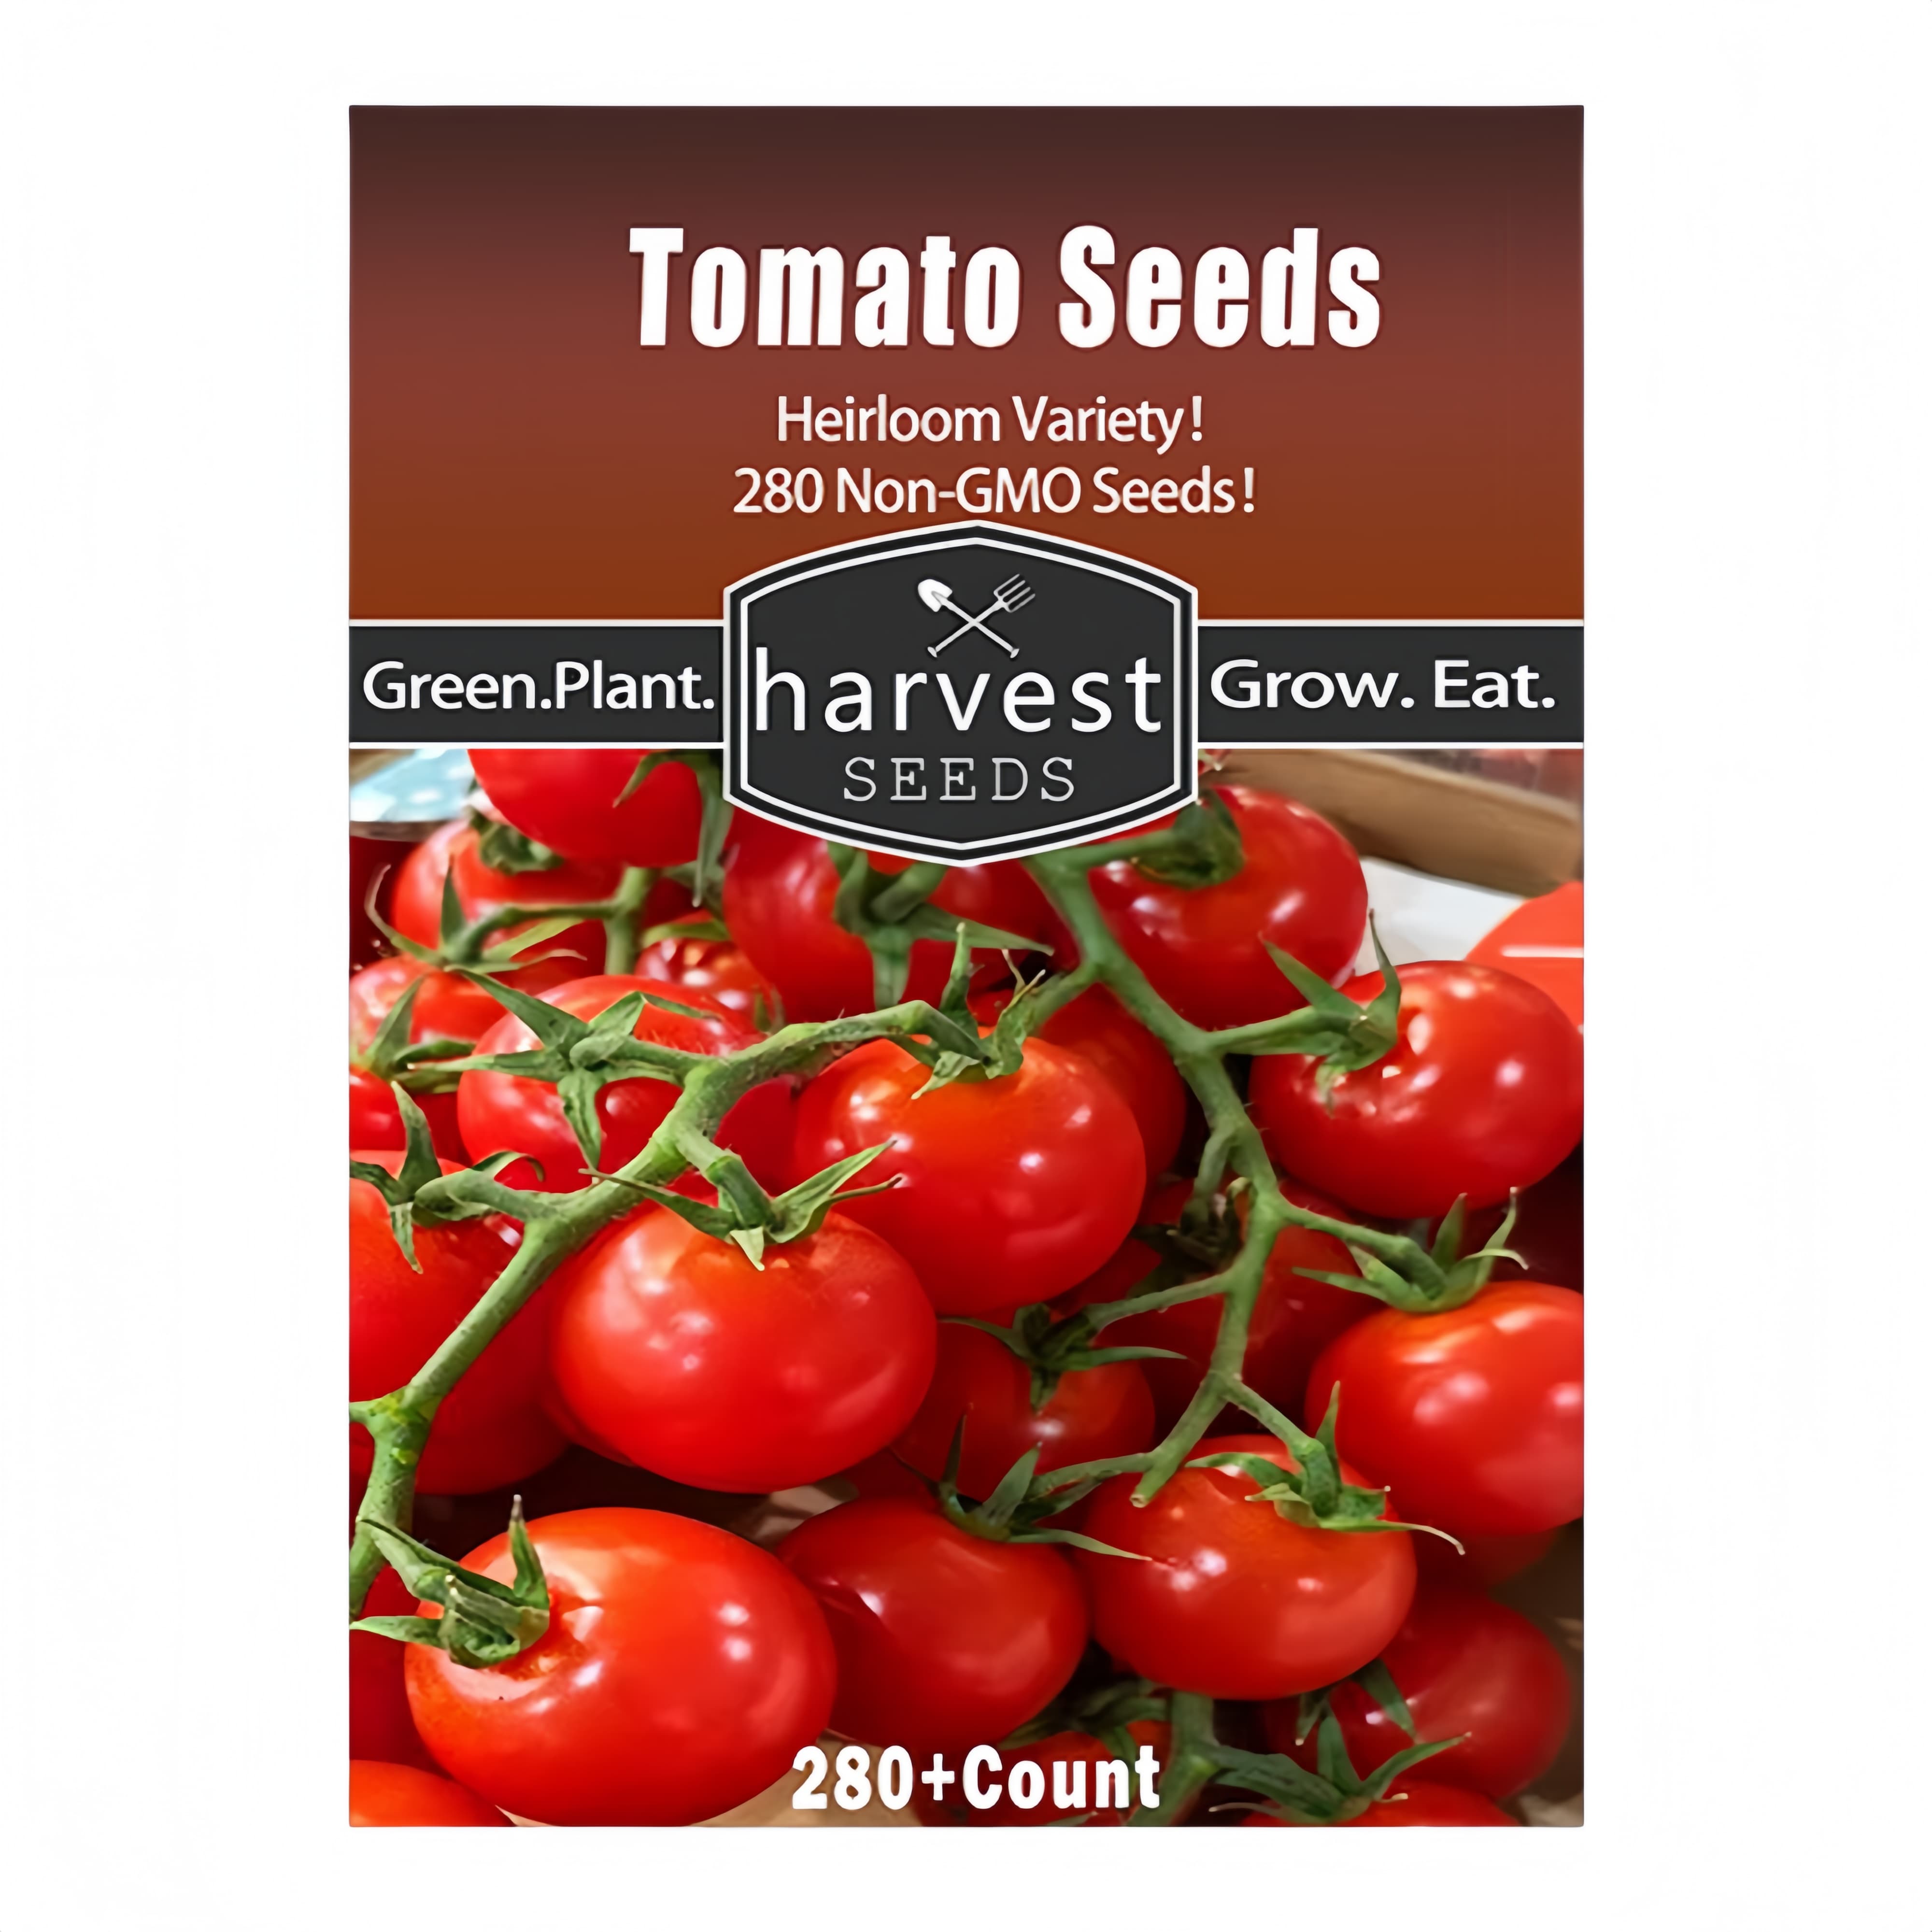 Tomato Seeds
Heirloom Variety!
280 Non-GMO Seeds!
Green.Plant.
harvest
SEEDS
Grow. Eat.
280+Count